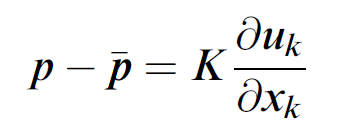 p − p̄ = K ∂u_k/∂x_k